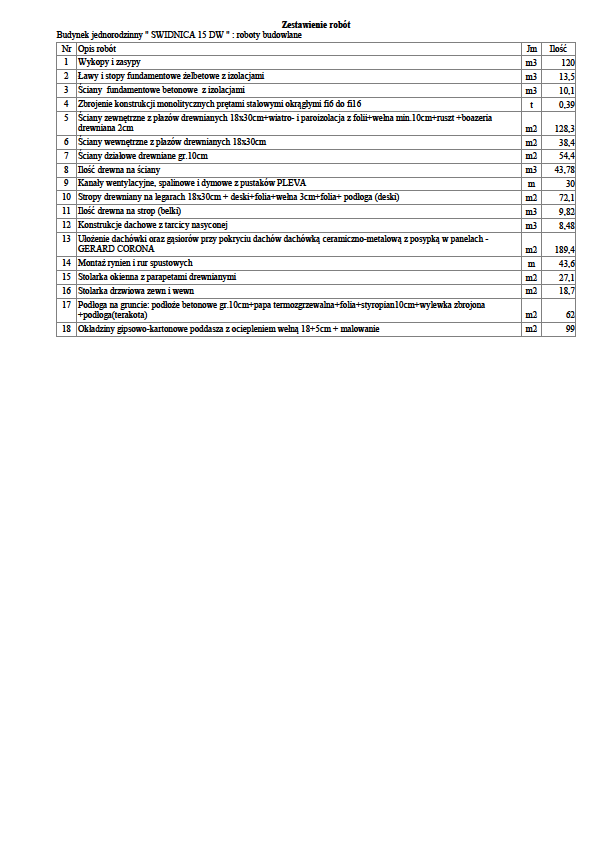 Zestawienie robót
Budynek jednorodzinny " SWIDNICA 15 DW " : roboty budowlane
Nr Opis robót Jm Ilość
1 Wykopy i zasypy m3 120
2 Ławy i stopy fundamentowe żelbetowe z izolacjami m3 13,5
3 Ściany fundamentowe betonowe z izolacjami m3 10,1
4 Zbrojenie konstrukcji monolitycznych prętami stalowymi okrągłymi fi6 do fi16 t 0,39
5 Ściany zewnętrzne z płazów drewnianych 18x30cm+wiatro- i paroizolacja z folii+wełna min.10cm+ruszt +boazeria
drewniana 2cm m2 128,3
6 Ściany wewnętrzne z płazów drewnianych 18x30cm m2 38,4
7 Ściany działowe drewniane gr.10cm m2 54,4
8 Ilość drewna na ściany m3 43,78
9 Kanały wentylacyjne, spalinowe i dymowe z pustaków PLEVA m 30
10 Stropy drewniany na legarach 18x30cm + deski+folia+wełna 3cm+folia+ podłoga (deski) m2 72,1
11 Ilość drewna na strop (belki) m3 9,82
12 Konstrukcje dachowe z tarcicy nasyconej m3 8,48
13 Ułożenie dachówki oraz gąsiorów przy pokryciu dachów dachówką ceramiczno-metalową z posypką w panelach -
GERARD CORONA m2 189,4
14 Montaż rynien i rur spustowych m 43,6
15 Stolarka okienna z parapetami drewnianymi m2 27,1
16 Stolarka drzwiowa zewn i wewn m2 18,7
17 Podłoga na gruncie: podłoże betonowe gr.10cm+papa termozgrzewalna+folia+styropian10cm+wylewka zbrojona
+podłoga(terakota) m2 62
18 Okładziny gipsowo-kartonowe poddasza z ociepleniem wełną 18+5cm + malowanie m2 99